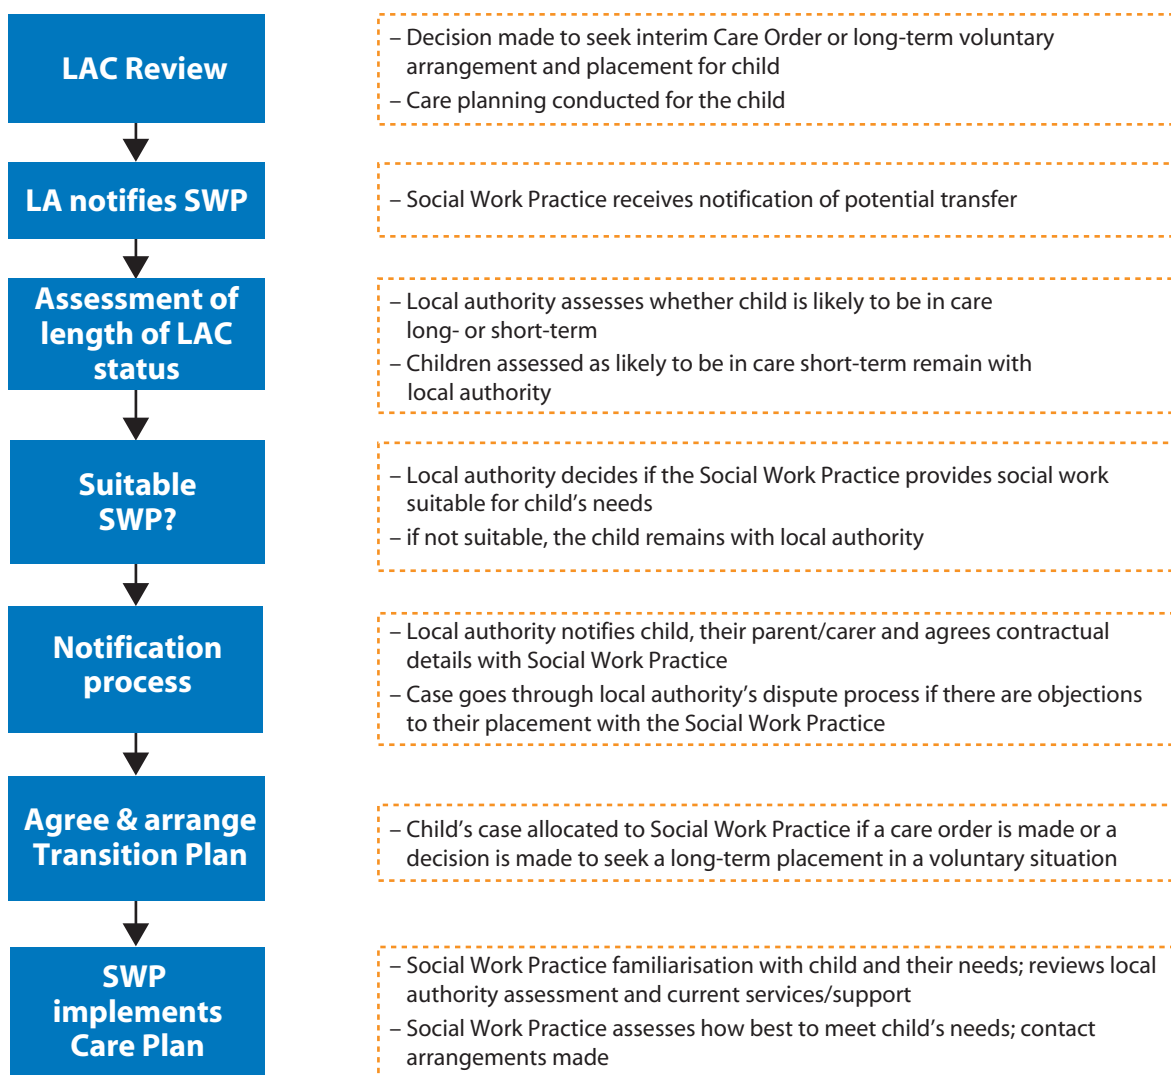 LAC Review
– Decision made to seek interim Care Order or long-term voluntary
arrangement and placement for child
– Care planning conducted for the child
LA notifies SWP
– Social Work Practice receives notification of potential transfer
Assessment of
length of LAC
status
– Local authority assesses whether child is likely to be in care
long- or short-term
– Children assessed as likely to be in care short-term remain with
local authority
Suitable
SWP?
– Local authority decides if the Social Work Practice provides social work
suitable for child’s needs
– if not suitable, the child remains with local authority
Notification
process
– Local authority notifies child, their parent/carer and agrees contractual
details with Social Work Practice
– Case goes through local authority’s dispute process if there are objections
to their placement with the Social Work Practice
Agree & arrange
Transition Plan
– Child’s case allocated to Social Work Practice if a care order is made or a
decision is made to seek a long-term placement in a voluntary situation
SWP
implements
Care Plan
– Social Work Practice familiarisation with child and their needs; reviews local
authority assessment and current services/support
– Social Work Practice assesses how best to meet child’s needs; contact
arrangements made